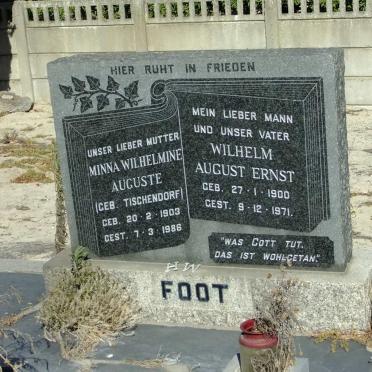 HIER RUHT IN FRIEDEN
UNSER LIEBER MUTTER
MINNA WILHELMINE
AUGUSTE
(GEB. TISCHENDORF)
GEB. 20·2·1903
GEST. 7·3·1986
MEIN LIEBER MANN
UND UNSER VATER
WILHELM
AUGUST ERNST
GEB. 27·1·1900
GEST. 9·12·1971.
"WAS GOTT TUT,
DAS IST WOHLGETAN."
HW
FOOT